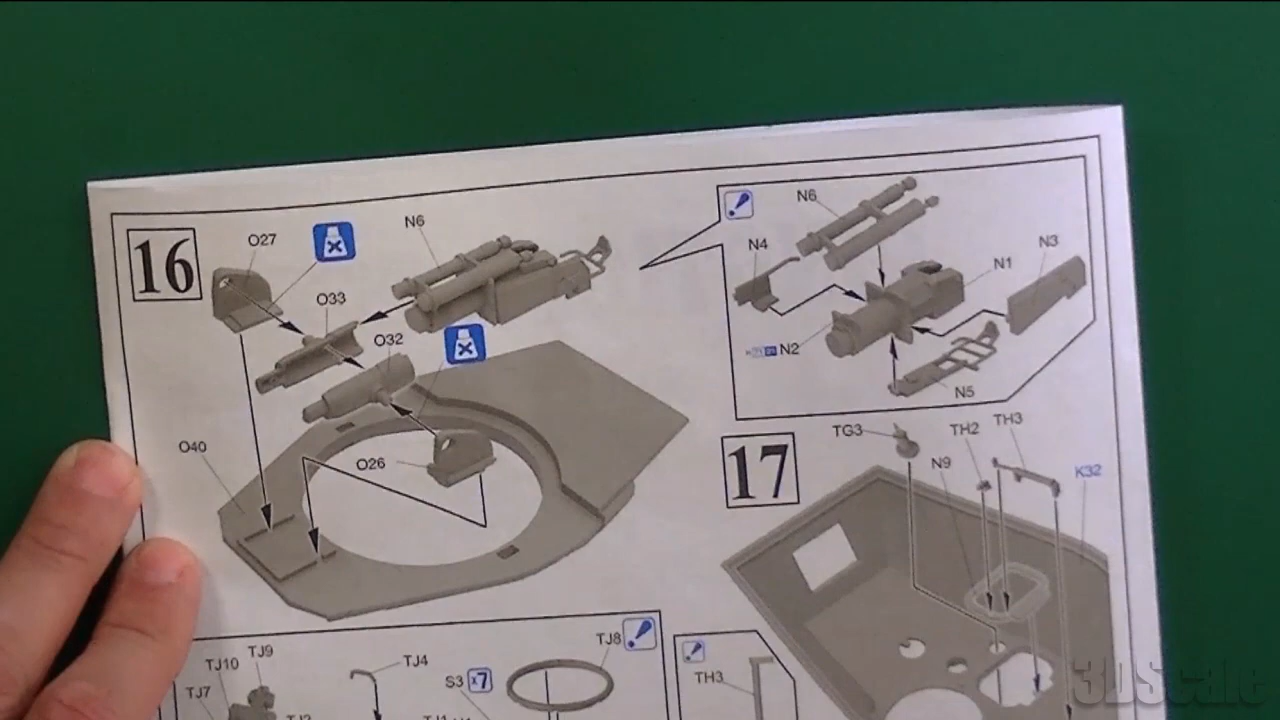 16
O27
N6
O33
O32
O40
O26
N6
N4
N3
N1
N2
N5
17
TG3
TH2
TH3
N9
K32
TJ10
TJ9
TJ7
TJ4
S3 x7
TJ8
TH3
3DScale